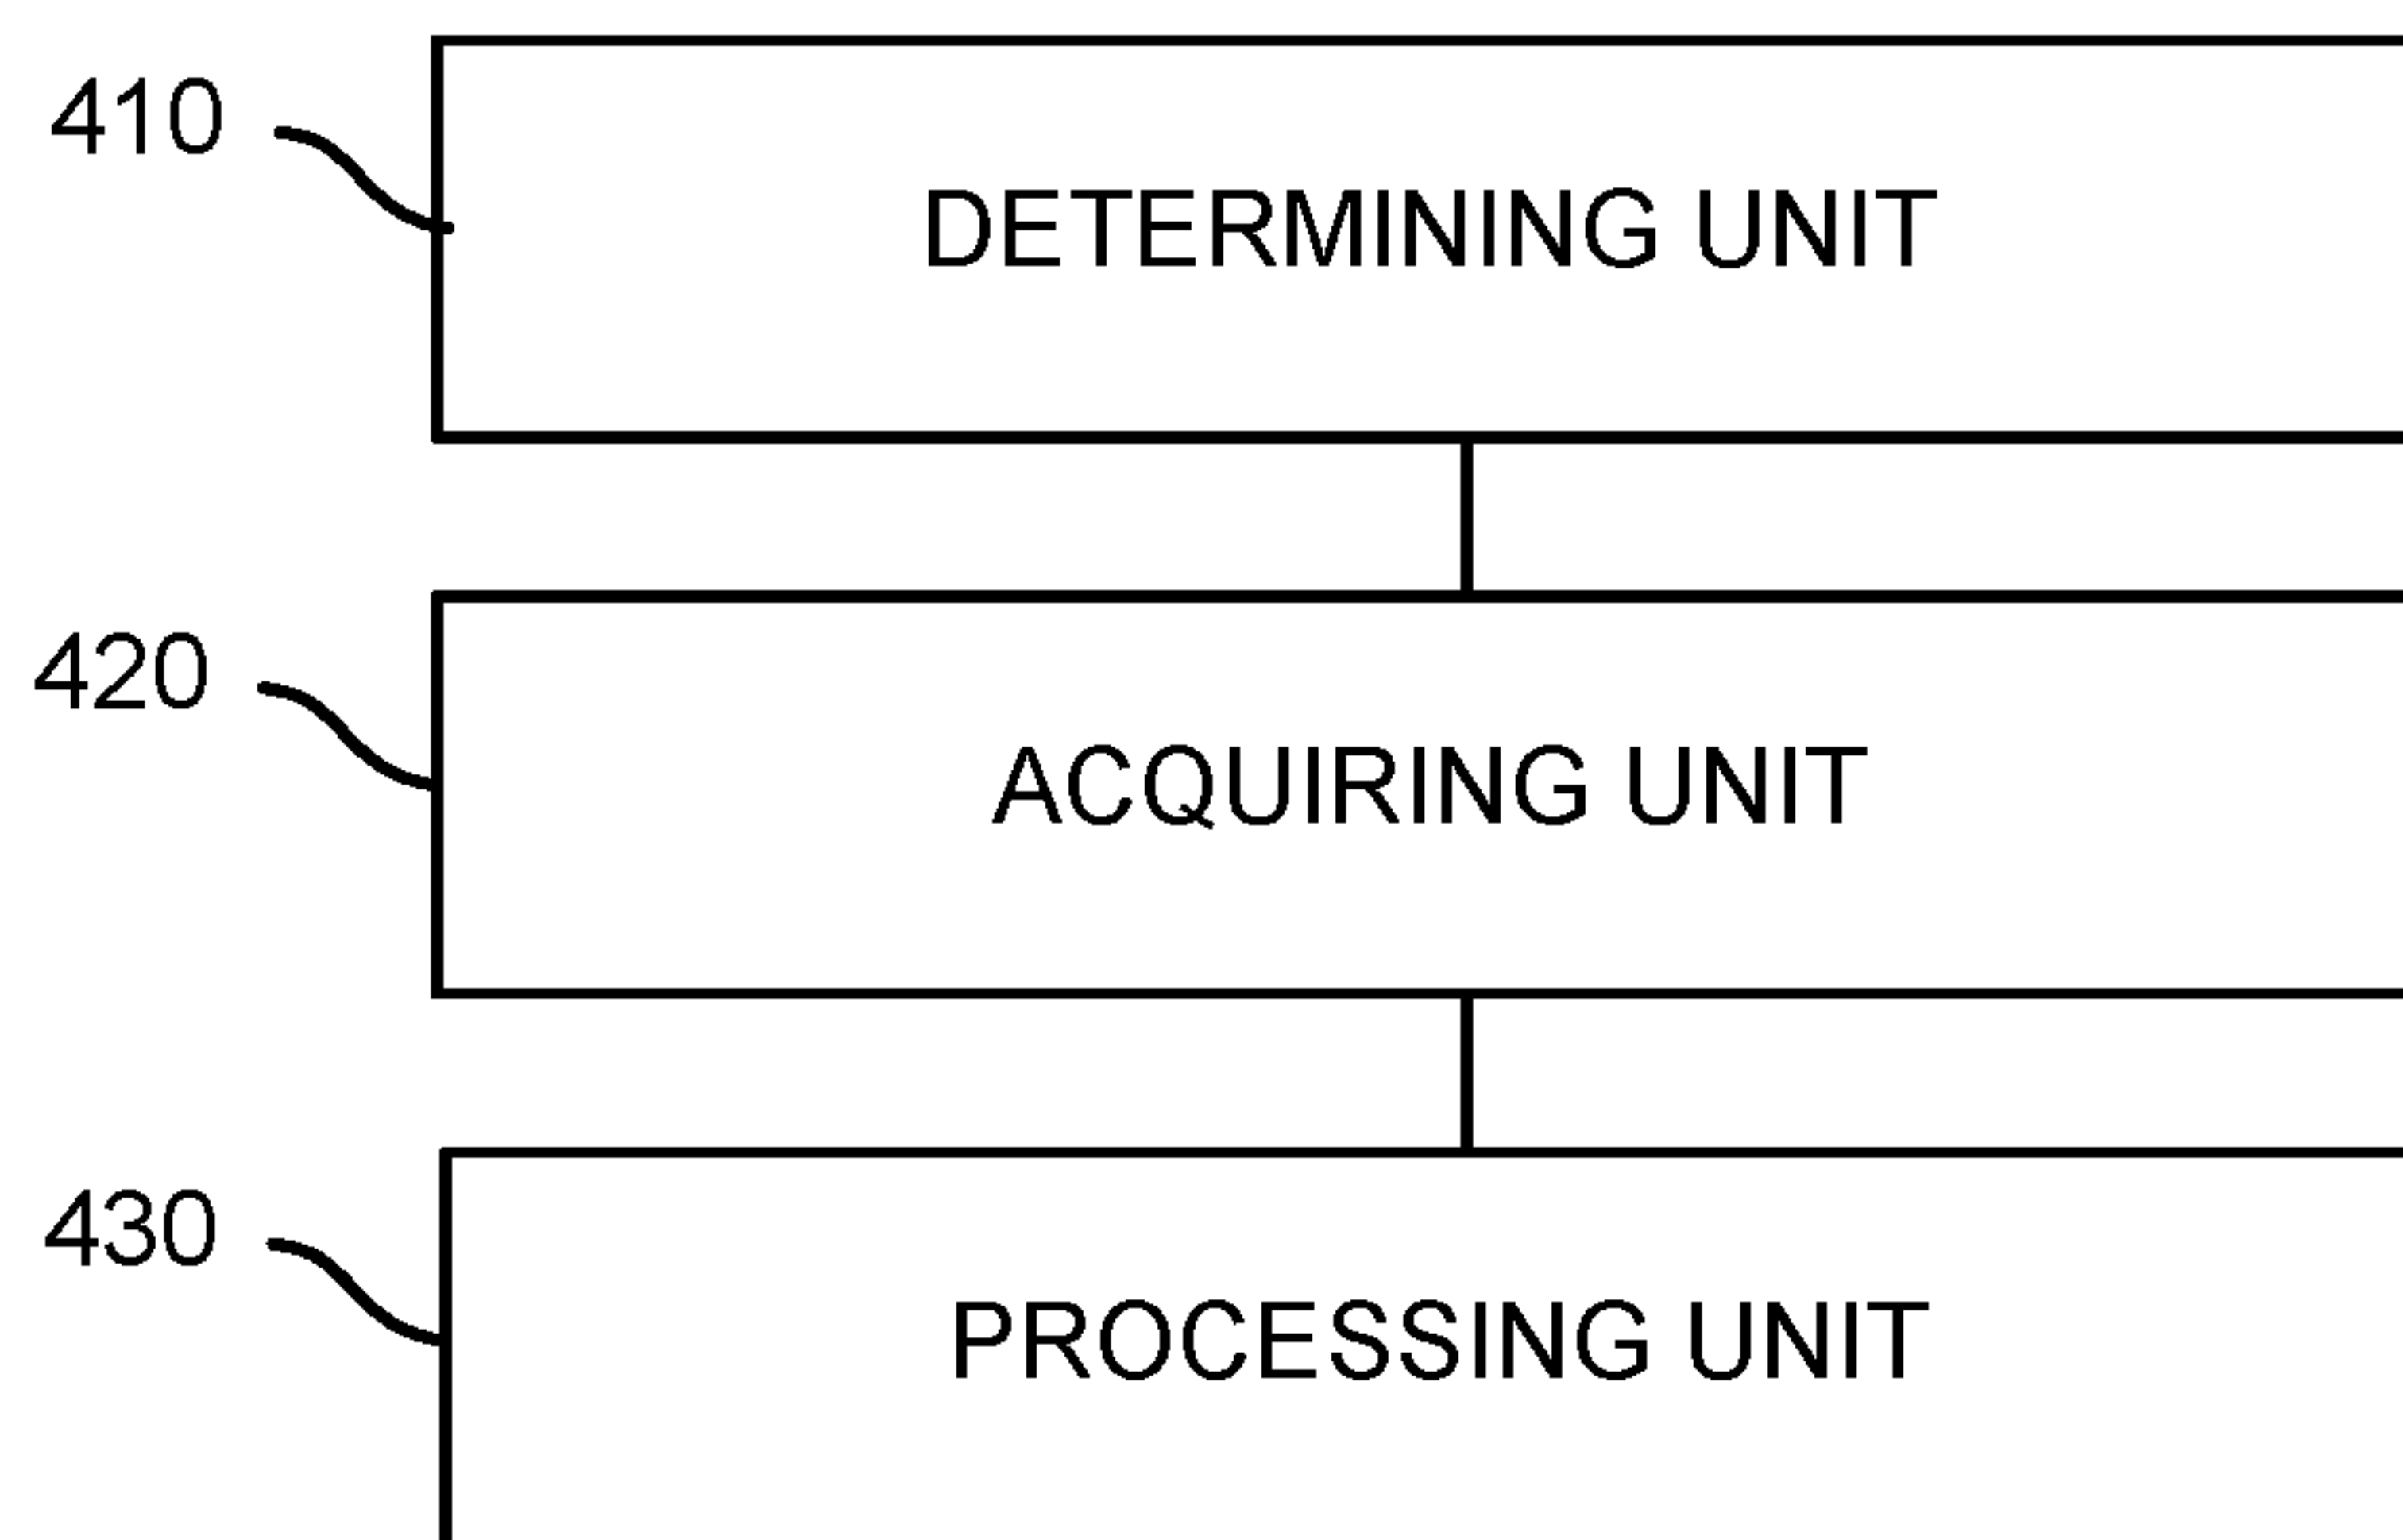 410
DETERMINING UNIT
420
ACQUIRING UNIT
430
PROCESSING UNIT